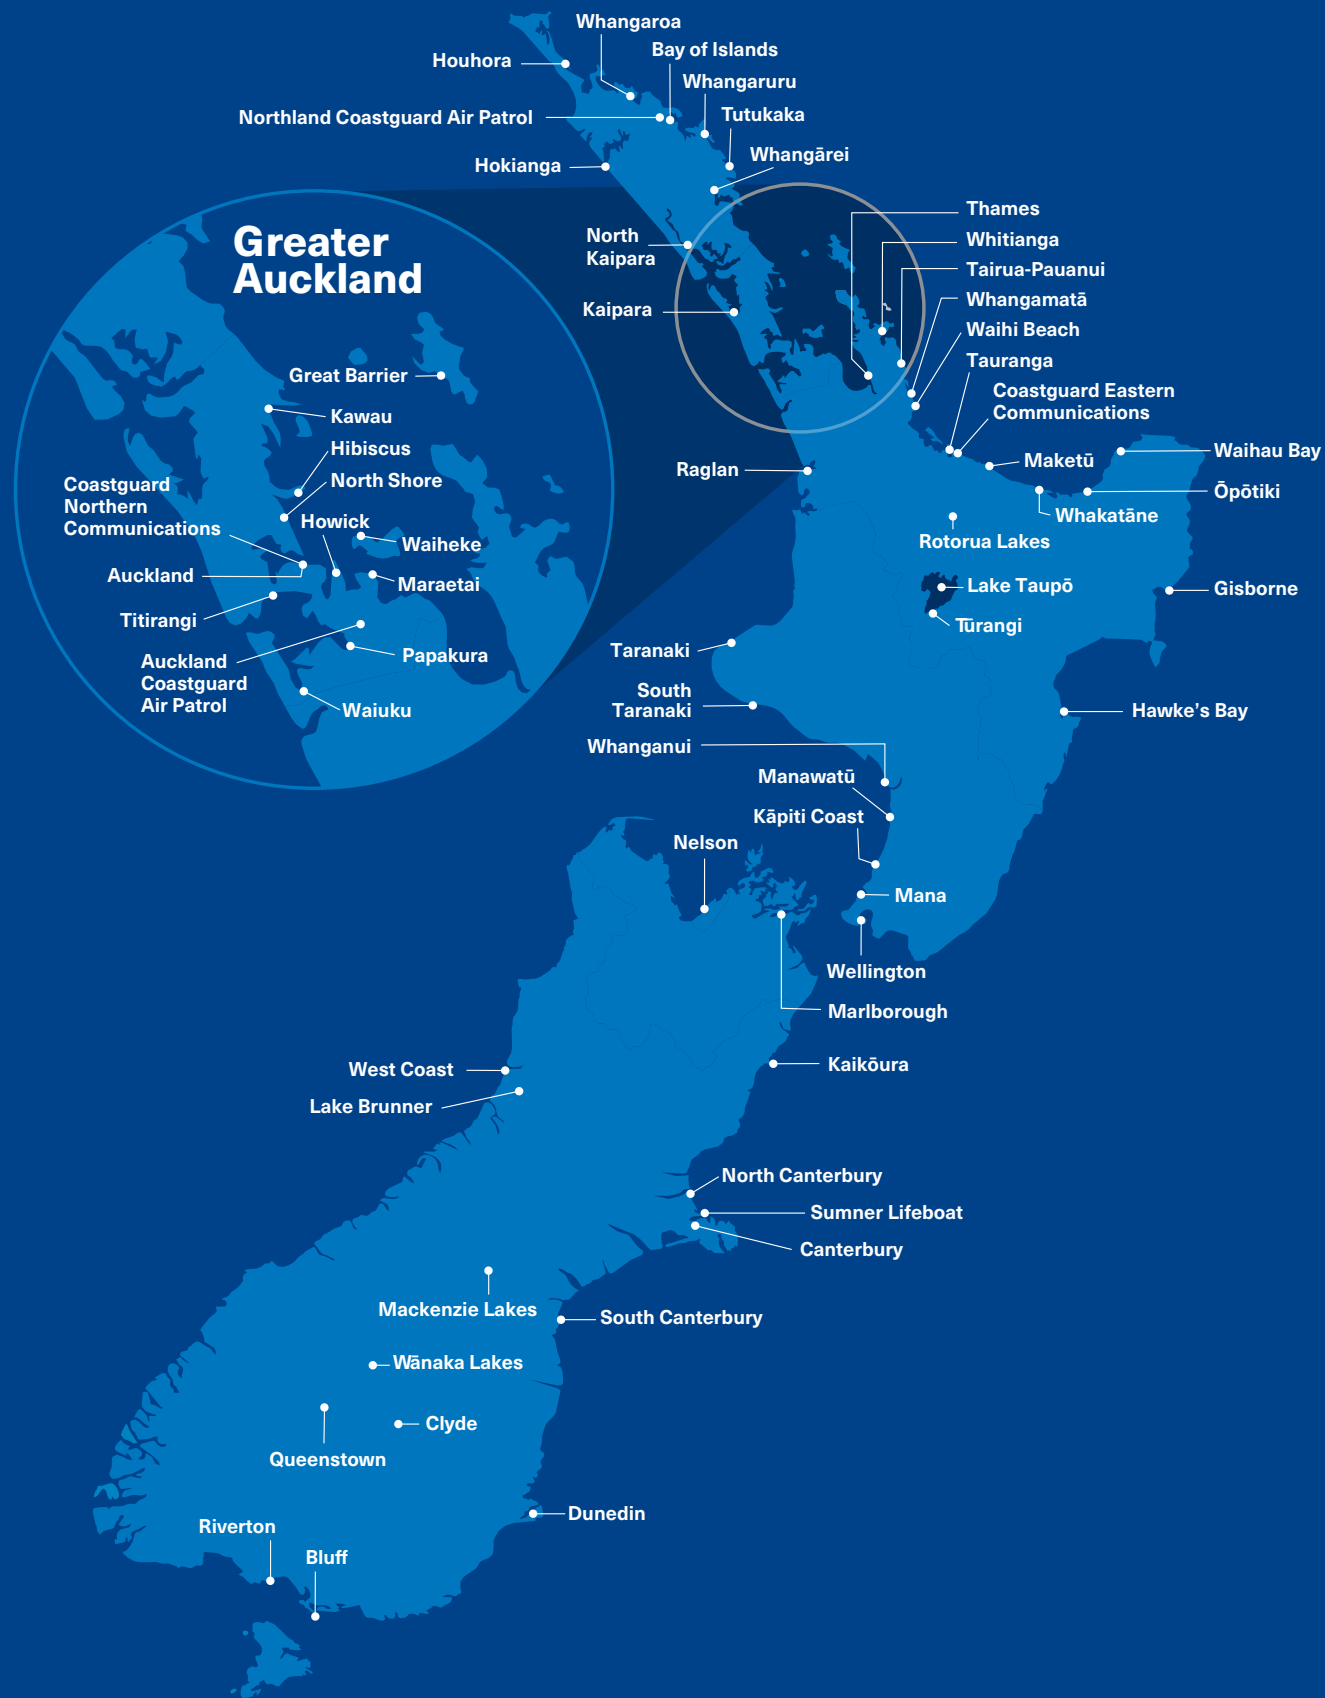 Whangaroa
Bay of Islands
Houhora
Whangaruru
Northland Coastguard Air Patrol
Tutukaka
Whangārei
Hokianga
Thames
North
Kaipara
Whitianga
Tairua-Pauanui
Whangamatā
Kaipara
Waihi Beach
Tauranga
Coastguard Eastern
Communications
Raglan
Maketū
Waihau Bay
Ōpōtiki
Whakatāne
Rotorua Lakes
Lake Taupō
Gisborne
Tūrangi
Taranaki
South
Taranaki
Hawke's Bay
Whanganui
Manawatū
Kāpiti Coast
Mana
Wellington
Greater
Auckland
Great Barrier
Kawau
Hibiscus
North Shore
Coastguard
Northern
Communications
Howick
Waiheke
Auckland
Maraetai
Titirangi
Auckland
Coastguard
Air Patrol
Papakura
Waiuku
Nelson
Marlborough
Kaikōura
West Coast
Lake Brunner
North Canterbury
Sumner Lifeboat
Canterbury
Mackenzie Lakes
South Canterbury
Wānaka Lakes
Clyde
Queenstown
Dunedin
Riverton
Bluff